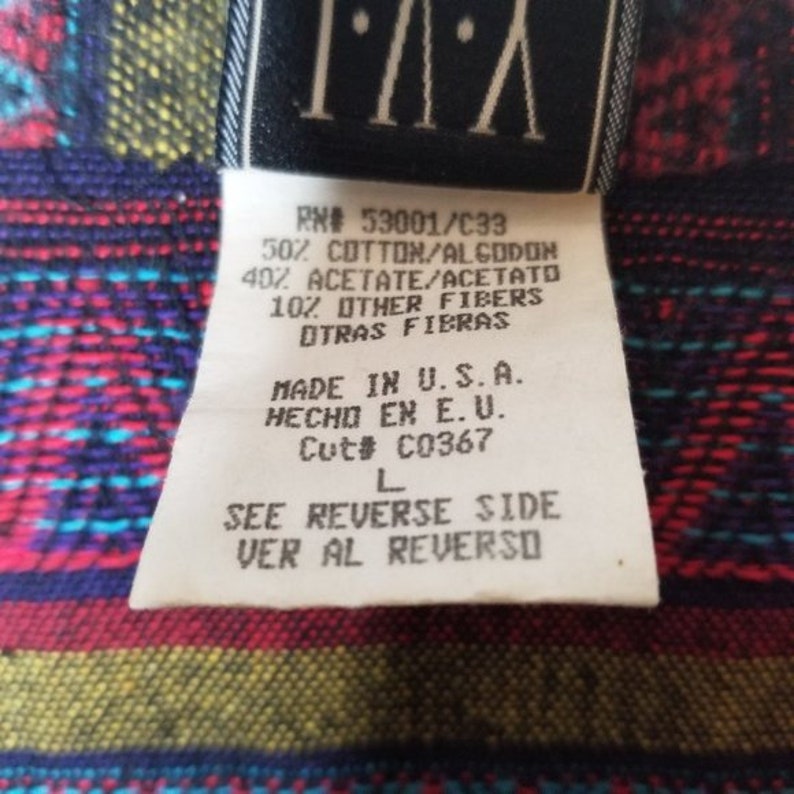 RN# 53001/C33
50% COTTON/ALGODON
40% ACETATE/ACETATO
10% OTHER FIBERS
OTRAS FIBRAS
MADE IN U.S.A.
HECHO EN E.U.
Cut# C0367
L
SEE REVERSE SIDE
VER AL REVERSO